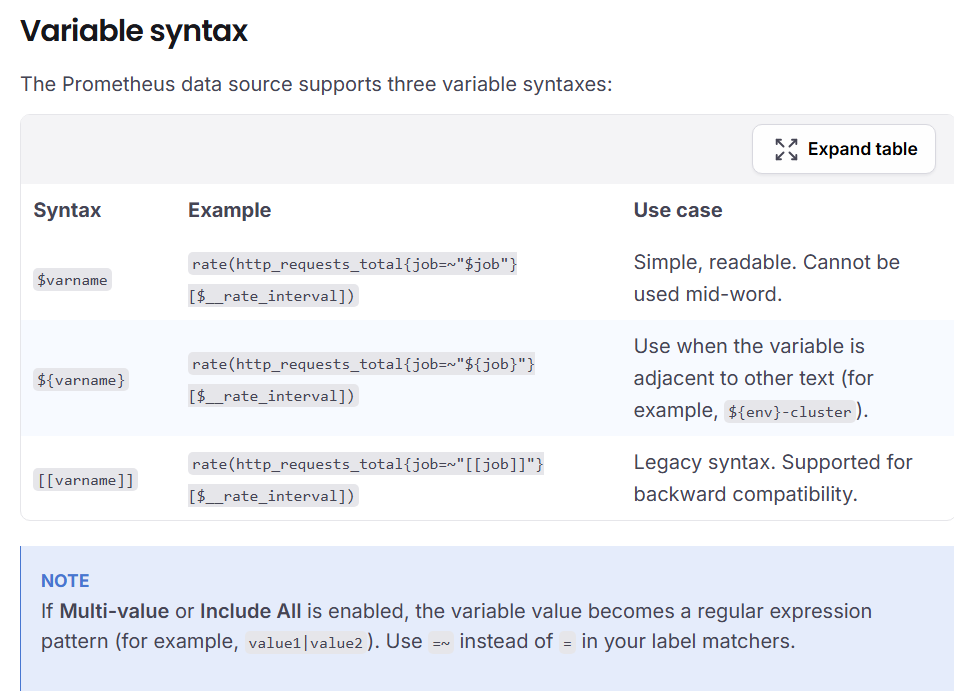 Variable syntax
The Prometheus data source supports three variable syntaxes:
Expand table
Syntax Example Use case
$varname
rate(http_requests_total{job=~"$job"}
[$__rate_interval])
Simple, readable. Cannot be
used mid-word.
${varname}
rate(http_requests_total{job=~"${job}"}
[$__rate_interval])
Use when the variable is
adjacent to other text (for
example, ${env}-cluster).
[[varname]]
rate(http_requests_total{job=~"[[job]]"}
[$__rate_interval])
Legacy syntax. Supported for
backward compatibility.
NOTE
If Multi-value or Include All is enabled, the variable value becomes a regular expression
pattern (for example, value1|value2). Use =~ instead of = in your label matchers.